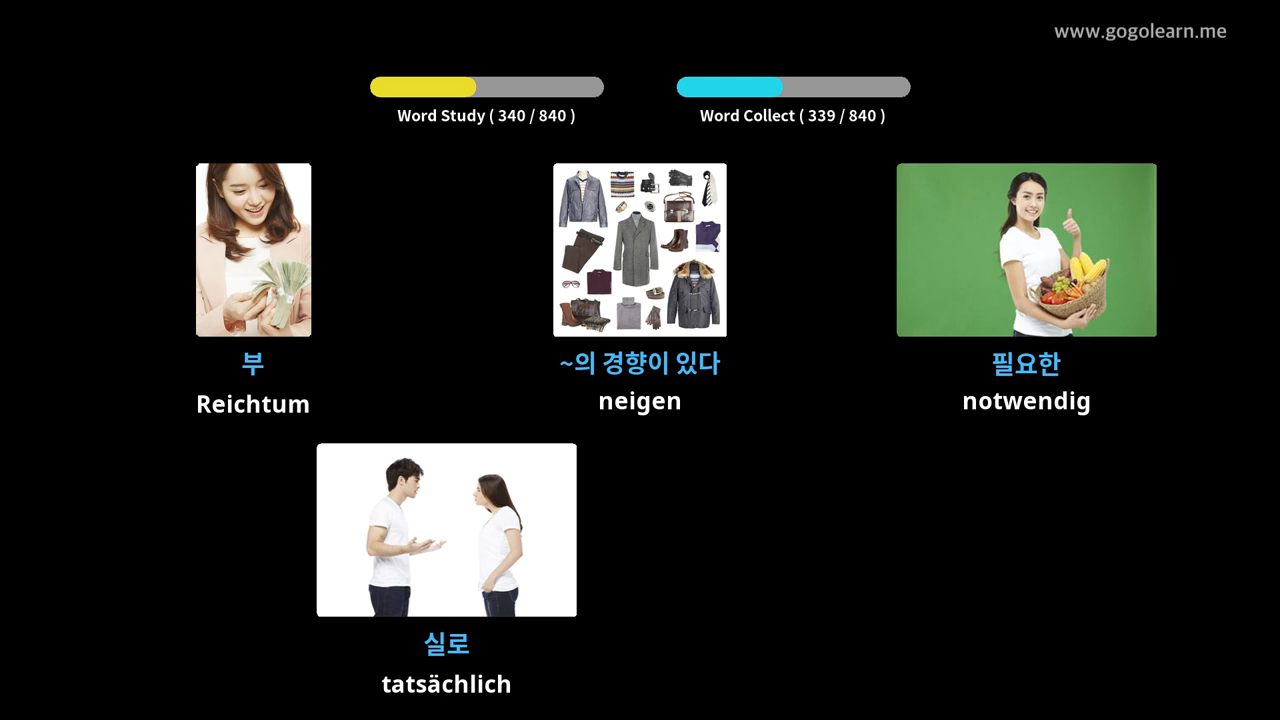 www.gogolearn.me
Word Study ( 340 / 840 )
Word Collect ( 339 / 840 )
부
Reichtum
~의 경향이 있다
neigen
필요한
notwendig
실로
tatsächlich